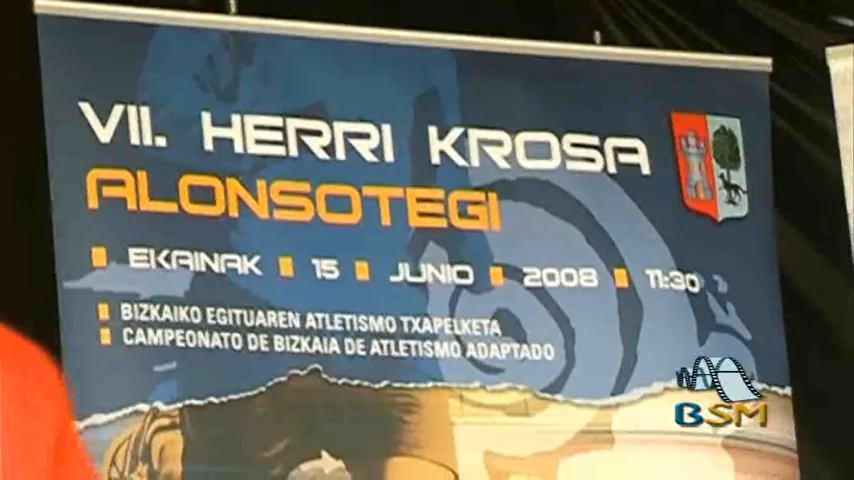 VII. HERRI KROSA
ALONSOTEGI
EKAINAK 15 JUNIO 2008 11:30
BIZKAIKO EGITUAREN ATLETISMO TXAPELKETA
CAMPEONATO DE BIZKAIA DE ATLETISMO ADAPTADO
BSM